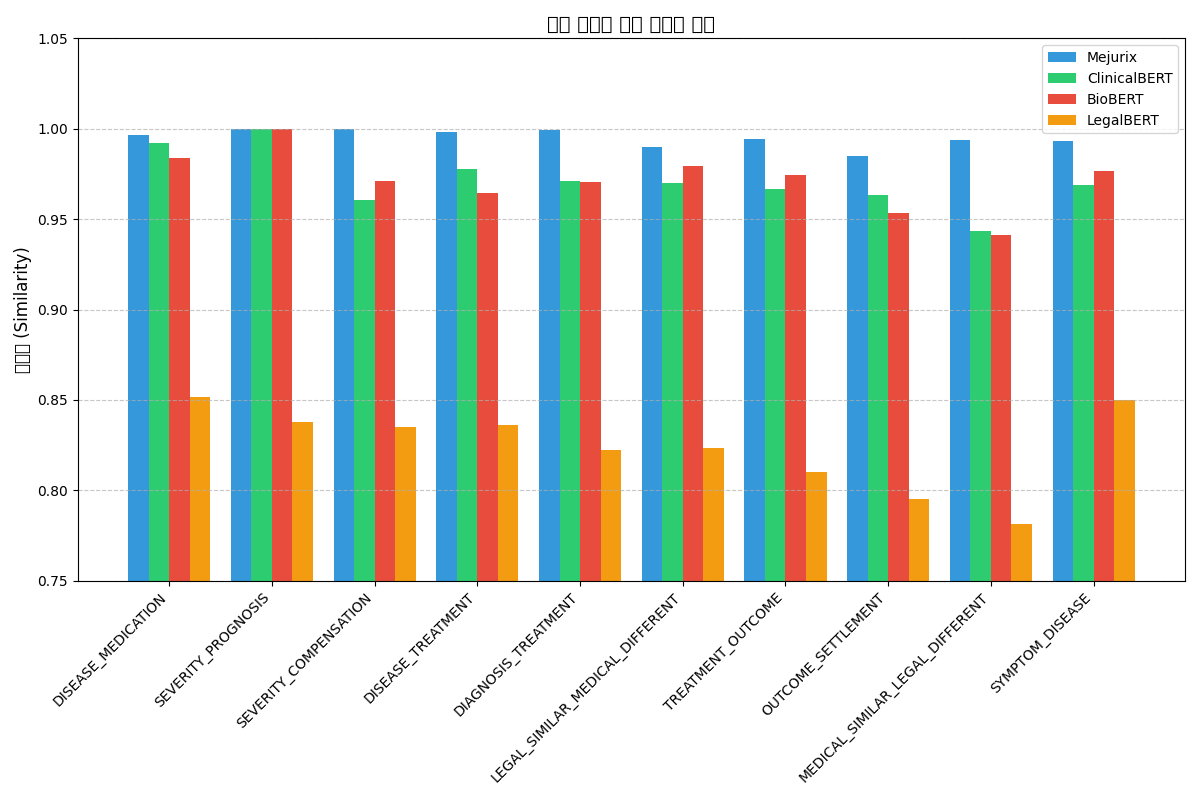 1.05
1.00
0.95
0.90
0.85
0.80
0.75
(Similarity)
Mejurix
ClinicalBERT
BioBERT
LegalBERT
DISEASE_MEDICATION
SEVERITY_PROGNOSIS
SEVERITY_COMPENSATION
DISEASE_TREATMENT
DIAGNOSIS_TREATMENT
LEGAL_SIMILAR_MEDICAL_DIFFERENT
TREATMENT_OUTCOME
OUTCOME_SETTLEMENT
MEDICAL_SIMILAR_LEGAL_DIFFERENT
SYMPTOM_DISEASE